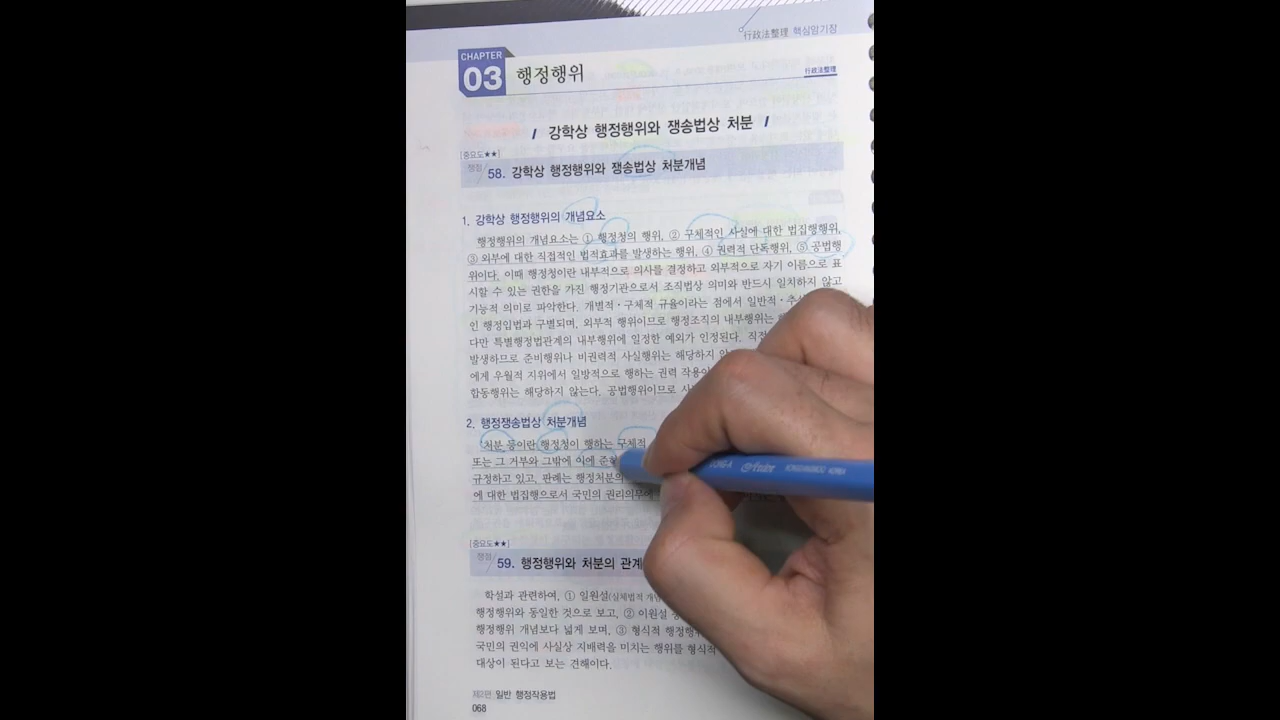 行政法整理 핵심암기장
CHAPTER
03 행정행위
行政法整理
강학상 행정행위와 쟁송법상 처분
[중요도★★]
쟁점
58. 강학상 행정행위와 쟁송법상 처분개념
1. 강학상 행정행위의 개념요소
행정행위의 개념요소는 ① 행정청의 행위, ② 구체적인 사실에 대한 법집행행위,
③ 외부에 대한 직접적인 법적효과를 발생하는 행위, ④ 권력적 단독행위, ⑤ 공법행
위이다. 이때 행정청이란 내부적으로 의사를 결정하고 외부적으로 자기 이름으로 표
시할 수 있는 권한을 가진 행정기관으로서 조직법상 의미와 반드시 일치하지 않고
기능적 의미로 파악한다. 개별적·구체적 규율이라는 점에서 일반적·추상
인 행정입법과 구별되며, 외부적 행위이므로 행정조직의 내부행위는
다만 특별행정법관계의 내부행위에 일정한 예외가 인정된다. 직접
발생하므로 준비행위나 비권력적 사실행위는 해당하지 않
에게 우월적 지위에서 일방적으로 행하는 권력 작용이
합동행위는 해당하지 않는다. 공법행위이므로 사
2. 행정쟁송법상 처분개념
'처분 등'이란 행정청이 행하는 구체적
또는 그 거부와 그밖에 이에 준하
규정하고 있고, 판례는 행정처분의
에 대한 법집행으로서 국민의 권리의무에
[중요도★★]
쟁점
59. 행정행위와 처분의 관계
학설과 관련하여, ① 일원설(실체법적 개념
행정행위와 동일한 것으로 보고, ② 이원설
행정행위 개념보다 넓게 보며, ③ 형식적 행정행위
국민의 권익에 사실상 지배력을 미치는 행위를 형식적
대상이 된다고 보는 견해이다.
제2편 일반 행정작용법
068